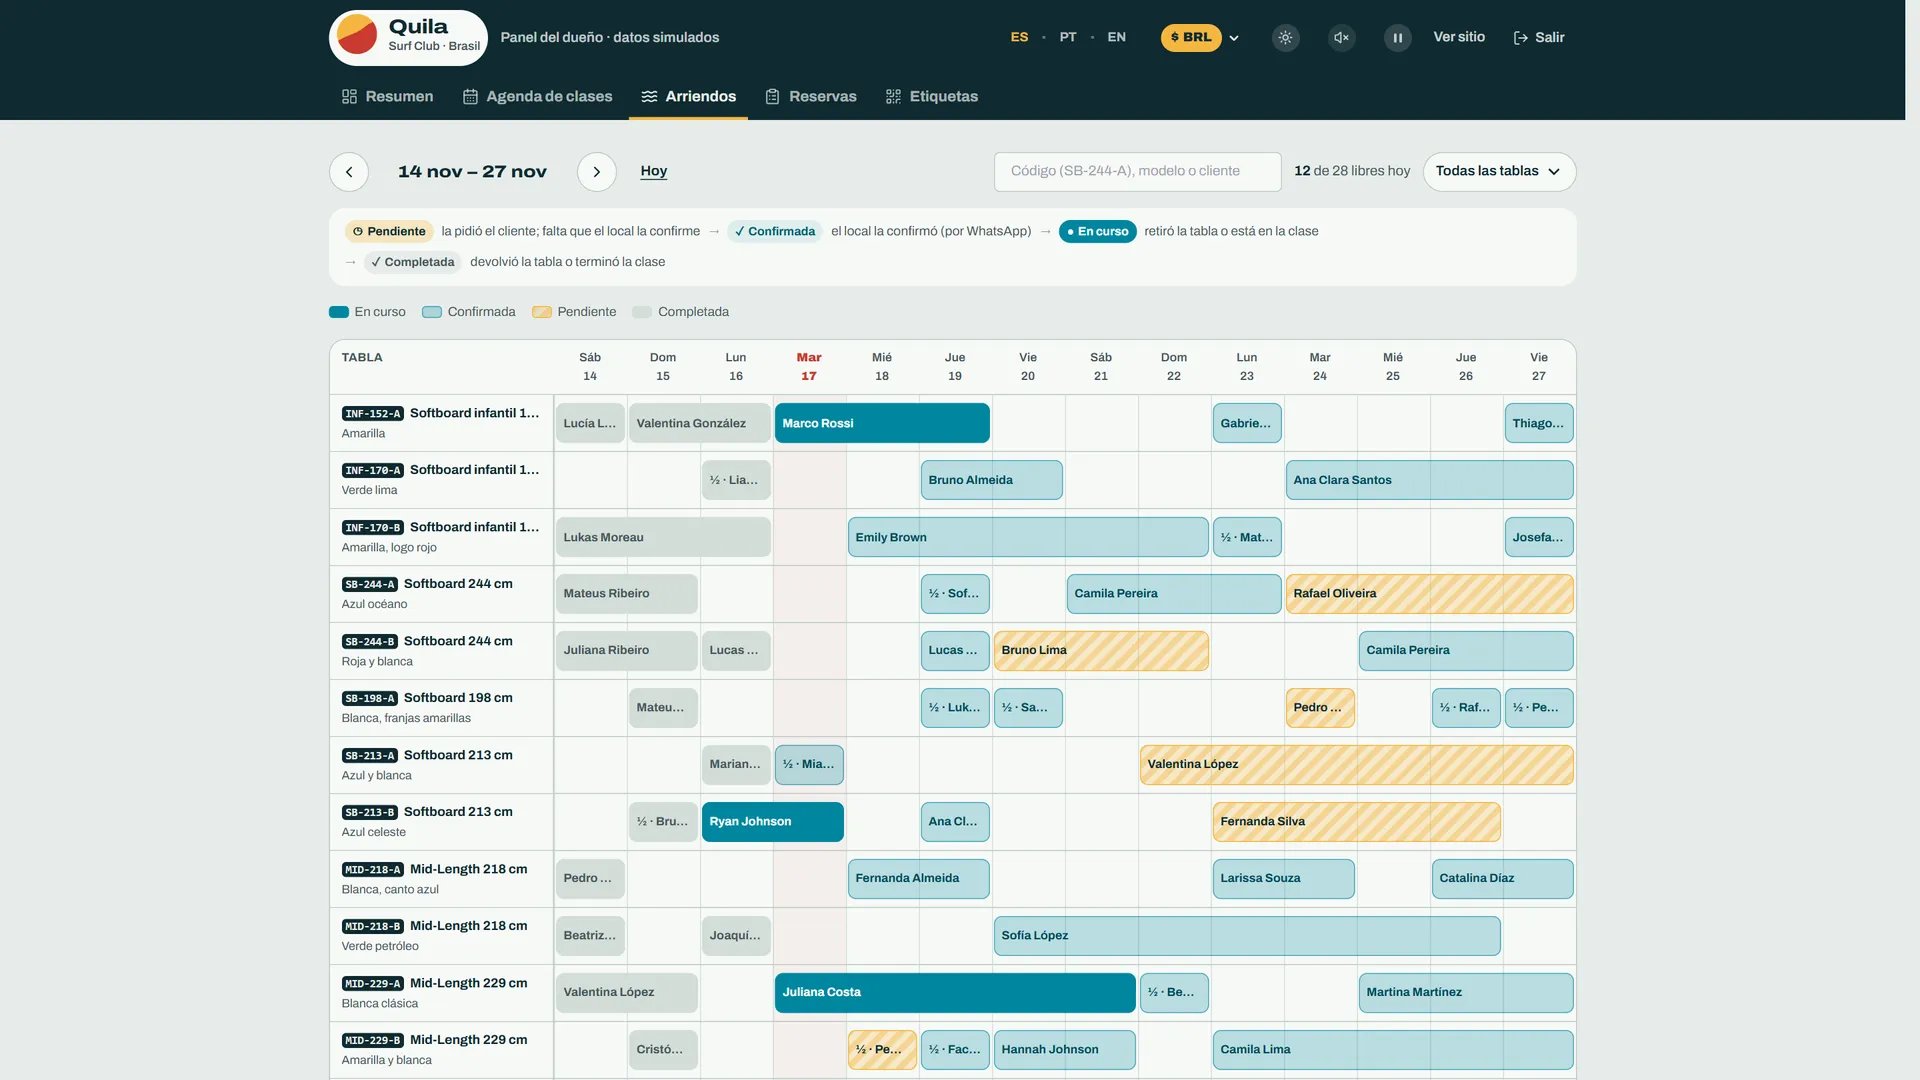 Quila
Surf Club · Brasil
Panel del dueño · datos simulados
ES · PT · EN
$ BRL
Ver sitio
Salir
Resumen
Agenda de clases
Arriendos
Reservas
Etiquetas
14 nov – 27 nov
Hoy
Código (SB-244-A), modelo o cliente
12 de 28 libres hoy
Todas las tablas
Pendiente la pidió el cliente; falta que el local la confirme → ✓ Confirmada el local la confirmó (por WhatsApp) → • En curso retiró la tabla o está en la clase
→ ✓ Completada devolvió la tabla o terminó la clase
En curso Confirmada Pendiente Completada
TABLA Sáb Dom Lun Mar Mié Jue Vie Sáb Dom Lun Mar Mié Jue Vie
14 15 16 17 18 19 20 21 22 23 24 25 26 27
INF-152-A Softboard infantil 1...
Amarilla
Lucía L... Valentina González Marco Rossi Gabrie... Thiago...
INF-170-A Softboard infantil 1...
Verde lima
½ · Lia... Bruno Almeida Ana Clara Santos
INF-170-B Softboard infantil 1...
Amarilla, logo rojo
Lukas Moreau Emily Brown ½ · Mat... Josefa...
SB-244-A Softboard 244 cm
Azul océano
Mateus Ribeiro ½ · Sof... Camila Pereira Rafael Oliveira
SB-244-B Softboard 244 cm
Roja y blanca
Juliana Ribeiro Lucas ... Lucas ... Bruno Lima Camila Pereira
SB-198-A Softboard 198 cm
Blanca, franjas amarillas
Mateu... ½ · Luk... ½ · Sa... Pedro ... ½ · Raf... ½ · Pe...
SB-213-A Softboard 213 cm
Azul y blanca
Marian... ½ · Mia... Valentina López
SB-213-B Softboard 213 cm
Azul celeste
½ · Bru... Ryan Johnson Ana Cl... Fernanda Silva
MID-218-A Mid-Length 218 cm
Blanca, canto azul
Pedro ... Fernanda Almeida Larissa Souza Catalina Díaz
MID-218-B Mid-Length 218 cm
Verde petróleo
Beatriz... Joaquí... Sofía López
MID-229-A Mid-Length 229 cm
Blanca clásica
Valentina López Juliana Costa ½ · Be... Martina Martínez
MID-229-B Mid-Length 229 cm
Amarilla y blanca
Cristó... ½ · Pe... ½ · Fac... Hannah Johnson Camila Lima